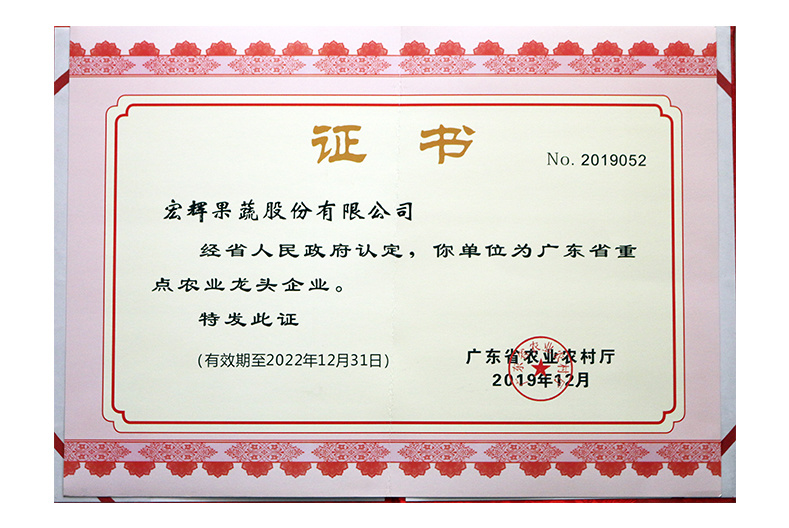 证书
No. 2019052
宏辉果蔬股份有限公司
经省人民政府认定，你单位为广东省重
点农业龙头企业。
特发此证
（有效期至2022年12月31日）
广东省农业农村厅
2019年12月